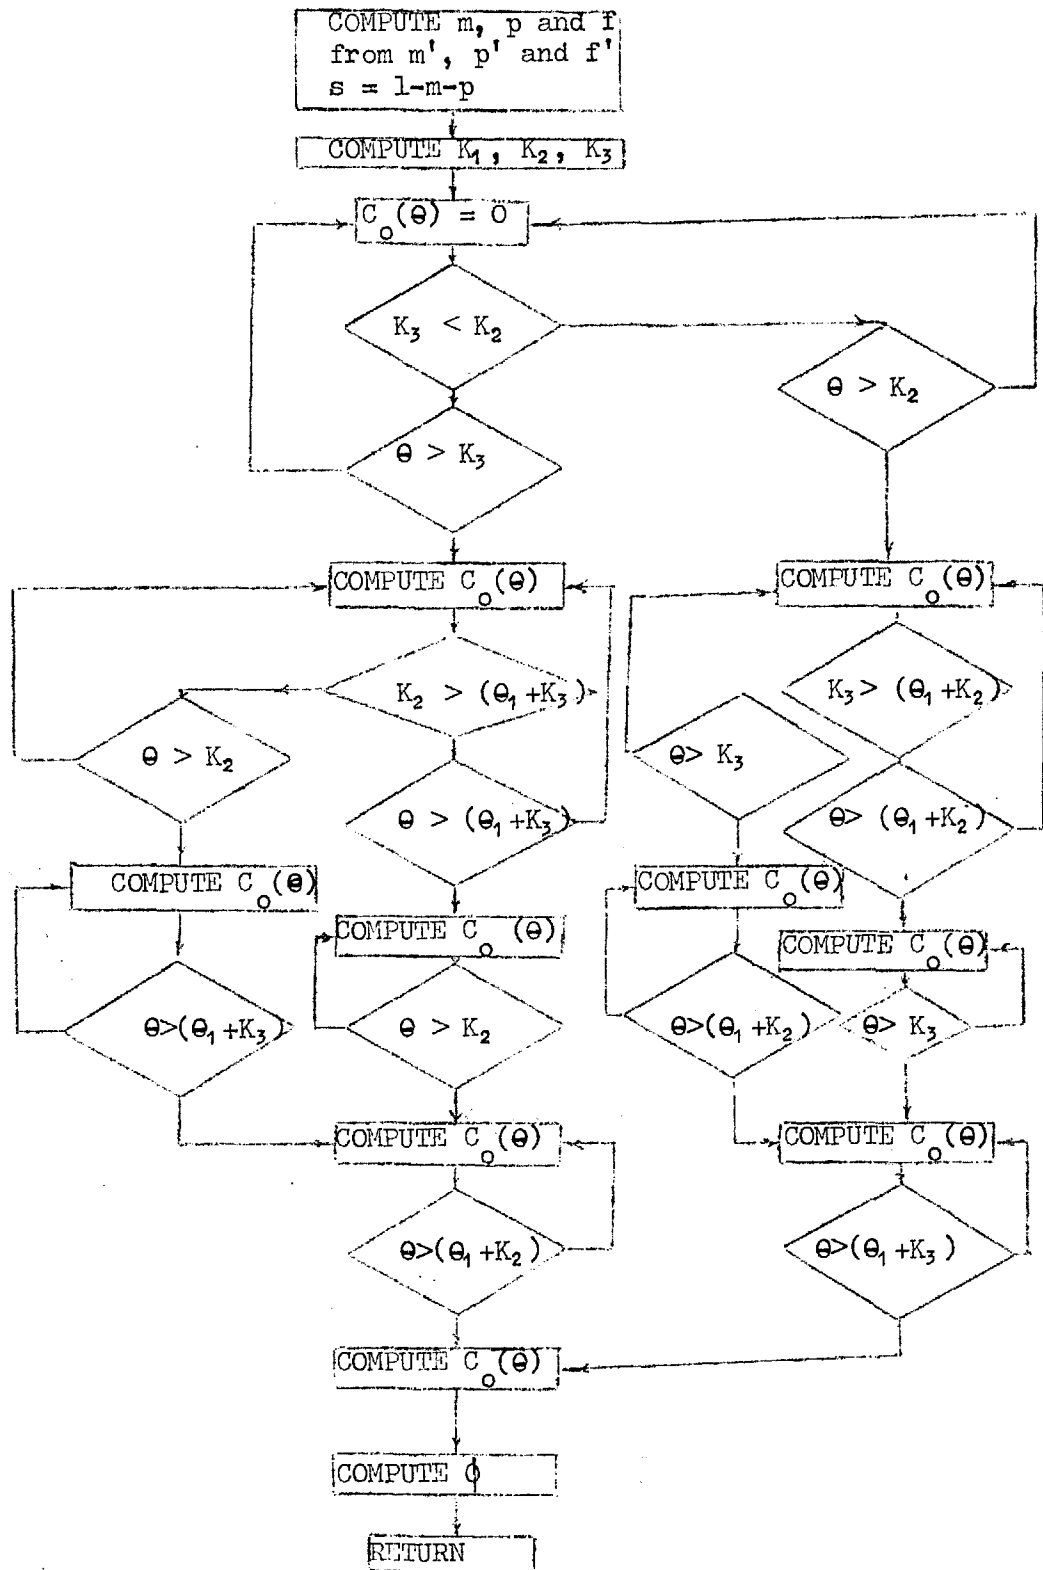 COMPUTE m, p and f
from m', p' and f'
s = 1-m-p
COMPUTE K₁, K₂, K₃
C₀(θ) = 0
K₃ < K₂
θ > K₂
θ > K₃
COMPUTE C₀(θ)
COMPUTE C₀(θ)
K₂ > (θ₁+K₃)
K₃ > (θ₁+K₂)
θ > K₂
θ > K₃
θ > (θ₁+K₃)
θ> (θ₁+K₂)
COMPUTE C₀(θ)
COMPUTE C₀(θ)
COMPUTE C₀ (θ)
COMPUTE C₀(θ)
θ>(θ₁+K₃)
θ > K₂
θ>(θ₁+K₂)
θ> K₃
COMPUTE C₀(θ)
COMPUTE C₀(θ)
θ>(θ₁+K₂)
θ>(θ₁+K₃)
COMPUTE C₀(θ)
COMPUTE ϕ
RETURN